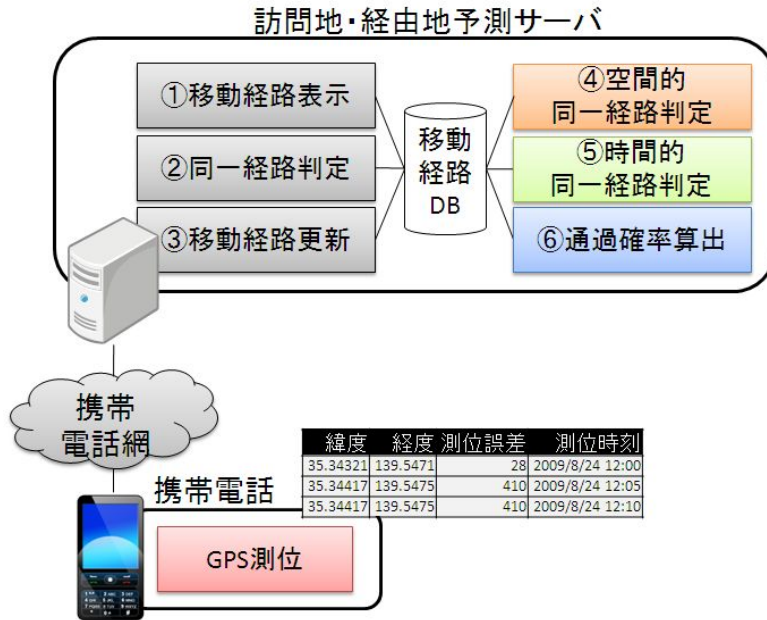 訪問地・経由地予測サーバ
①移動経路表示
②同一経路判定
③移動経路更新
移動
経路
DB
④空間的
同一経路判定
⑤時間的
同一経路判定
⑥通過確率算出
携帯
電話網
緯度 経度 測位誤差 測位時刻
35.34321 139.5471 28 2009/8/24 12:00
35.34417 139.5475 410 2009/8/24 12:05
35.34417 139.5475 410 2009/8/24 12:10
携帯電話
GPS測位